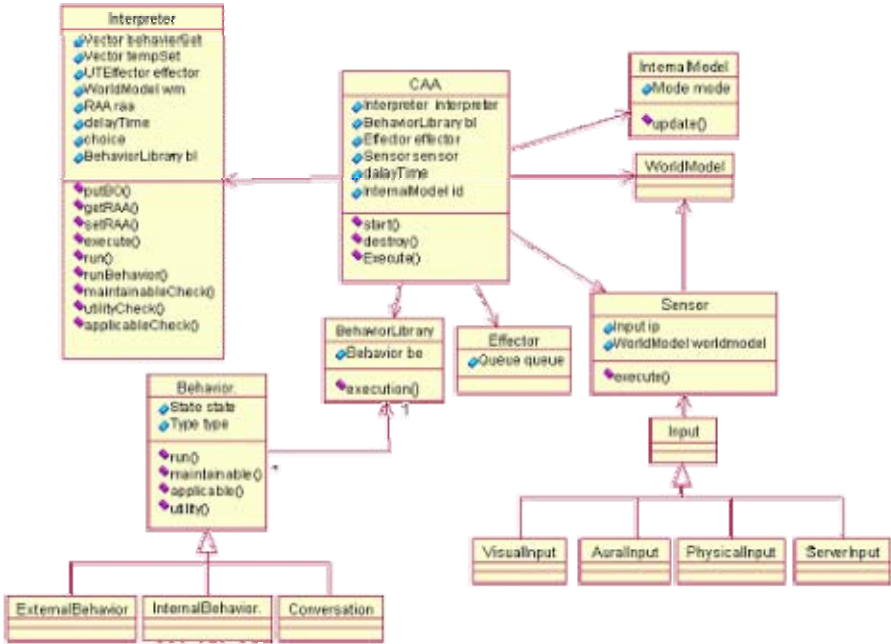 Interpreter
Vector behaviorSet
Vector tempSet
UTEffector effector
WorldModel wm
RAA raa
delayTime
choice
BehaviorLibrary bl
putBO()
getRAA()
setRAA()
execute()
run()
runBehavior()
maintainableCheck()
utilityCheck()
applicableCheck()
CAA
Interpreter interpreter
BehaviorLibrary bl
Effector effector
Sensor sensor
dalayTime
InternalModel id
start()
destroy()
Execute()
InternalModel
Mode mode
update()
WorldModel
Sensor
Input ip
WorldModel worldmodel
execute()
BehaviorLibrary
Behavior be
execution()
Effector
Queue queue
1
Behavior.
State state
Type type
run()
maintainable()
applicable()
utility()
*
Input
VisualInput
AuralInput
PhysicalInput
ServerInput
ExternalBehavior
InternalBehavior.
Conversation